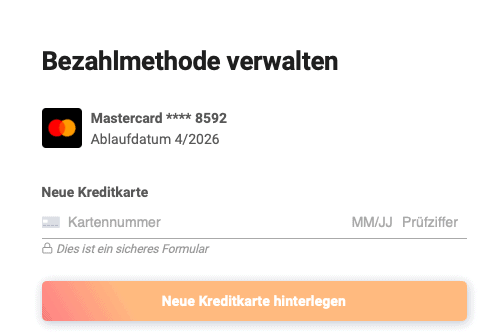 Bezahlmethode verwalten
Mastercard **** 8592
Ablaufdatum 4/2026
Neue Kreditkarte
Kartennummer MM/JJ Prüfziffer
Dies ist ein sicheres Formular
Neue Kreditkarte hinterlegen